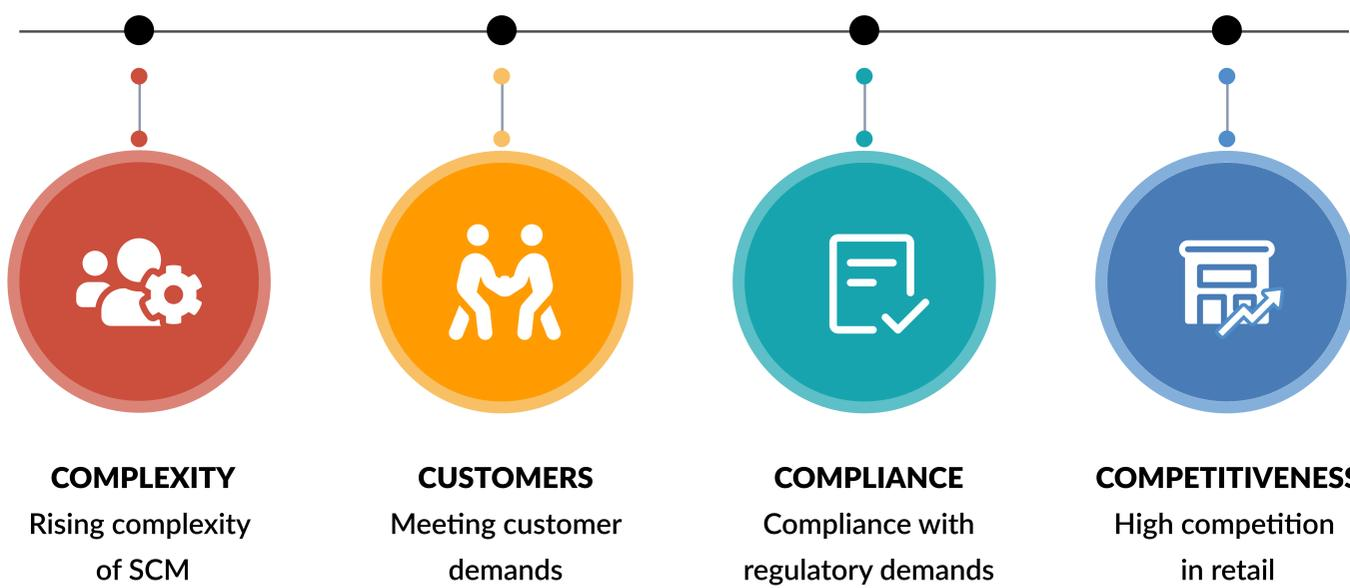 COMPLEXITY
Rising complexity
of SCM
CUSTOMERS
Meeting customer
demands
COMPLIANCE
Compliance with
regulatory demands
COMPETITIVENESS
High competition
in retail